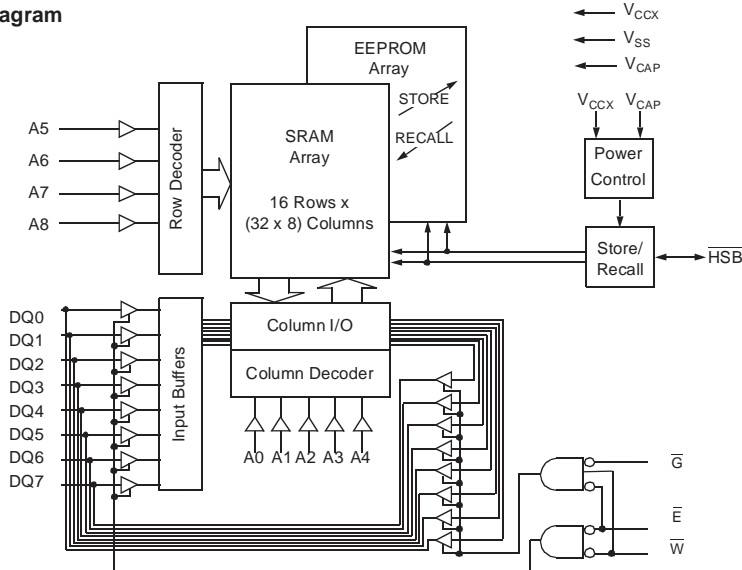 agram
V̅CCX
VSS
VCAP
EEPROM
Array
STORE
RECALL
VCCX VCAP
Power
Control
A5
A6
A7
A8
Row Decoder
SRAM
Array
16 Rows x
(32 x 8) Columns
Store/
Recall
H̅S̅B̅
DQ0
DQ1
DQ2
DQ3
DQ4
DQ5
DQ6
DQ7
Input Buffers
Column I/O
Column Decoder
A0 A1 A2 A3 A4
G̅
E̅
W̅